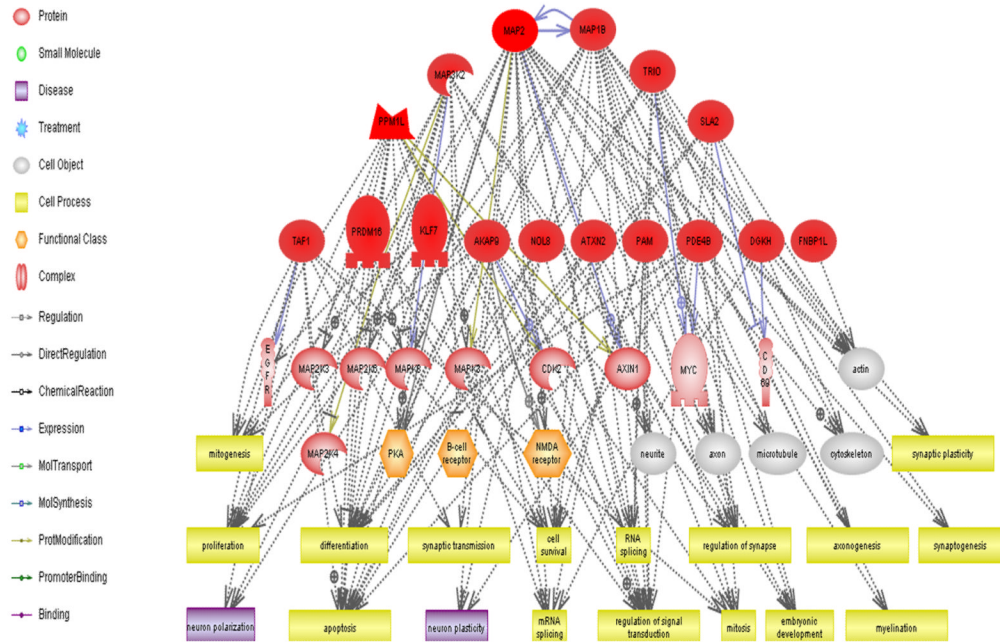 Protein
Small Molecule
Disease
Treatment
Cell Object
Cell Process
Functional Class
Complex
Regulation
DirectRegulation
ChemicalReaction
Expression
MolTransport
MolSynthesis
ProtModification
PromoterBinding
Binding
MAP2
MAP1B
MAP3K2
TRIO
PPM1L
SLA2
TAF1
PRDM16
KLF7
AKAP9
NOL8
ATXN2
PAM
PDE4B
DGKH
FNBP1L
EGFR
MAP2K3
MAP2K6
MAPK8
MAPK3
CDK2
AXIN1
MYC
CD69
actin
mitogenesis
MAP2K4
PKA
B-cell
receptor
NMDA
receptor
neurite
axon
microtubule
cytoskeleton
synaptic plasticity
proliferation
differentiation
synaptic transmission
cell
survival
RNA
splicing
regulation of synapse
axonogenesis
synaptogenesis
neuron polarization
apoptosis
neuron plasticity
mRNA
splicing
regulation of signal
transduction
mitosis
embryonic
development
myelination